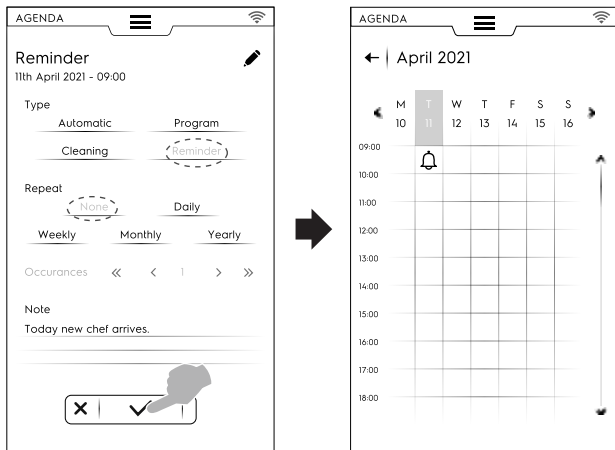 AGENDA
Reminder
11th April 2021 - 09:00
Type
Automatic Program
Cleaning Reminder
Repeat
None Daily
Weekly Monthly Yearly
Occurances « < 1 > »
Note
Today new chef arrives.
AGENDA
April 2021
M T W T F S S
10 11 12 13 14 15 16
09:00
10:00
11:00
12:00
13:00
14:00
15:00
16:00
17:00
18:00